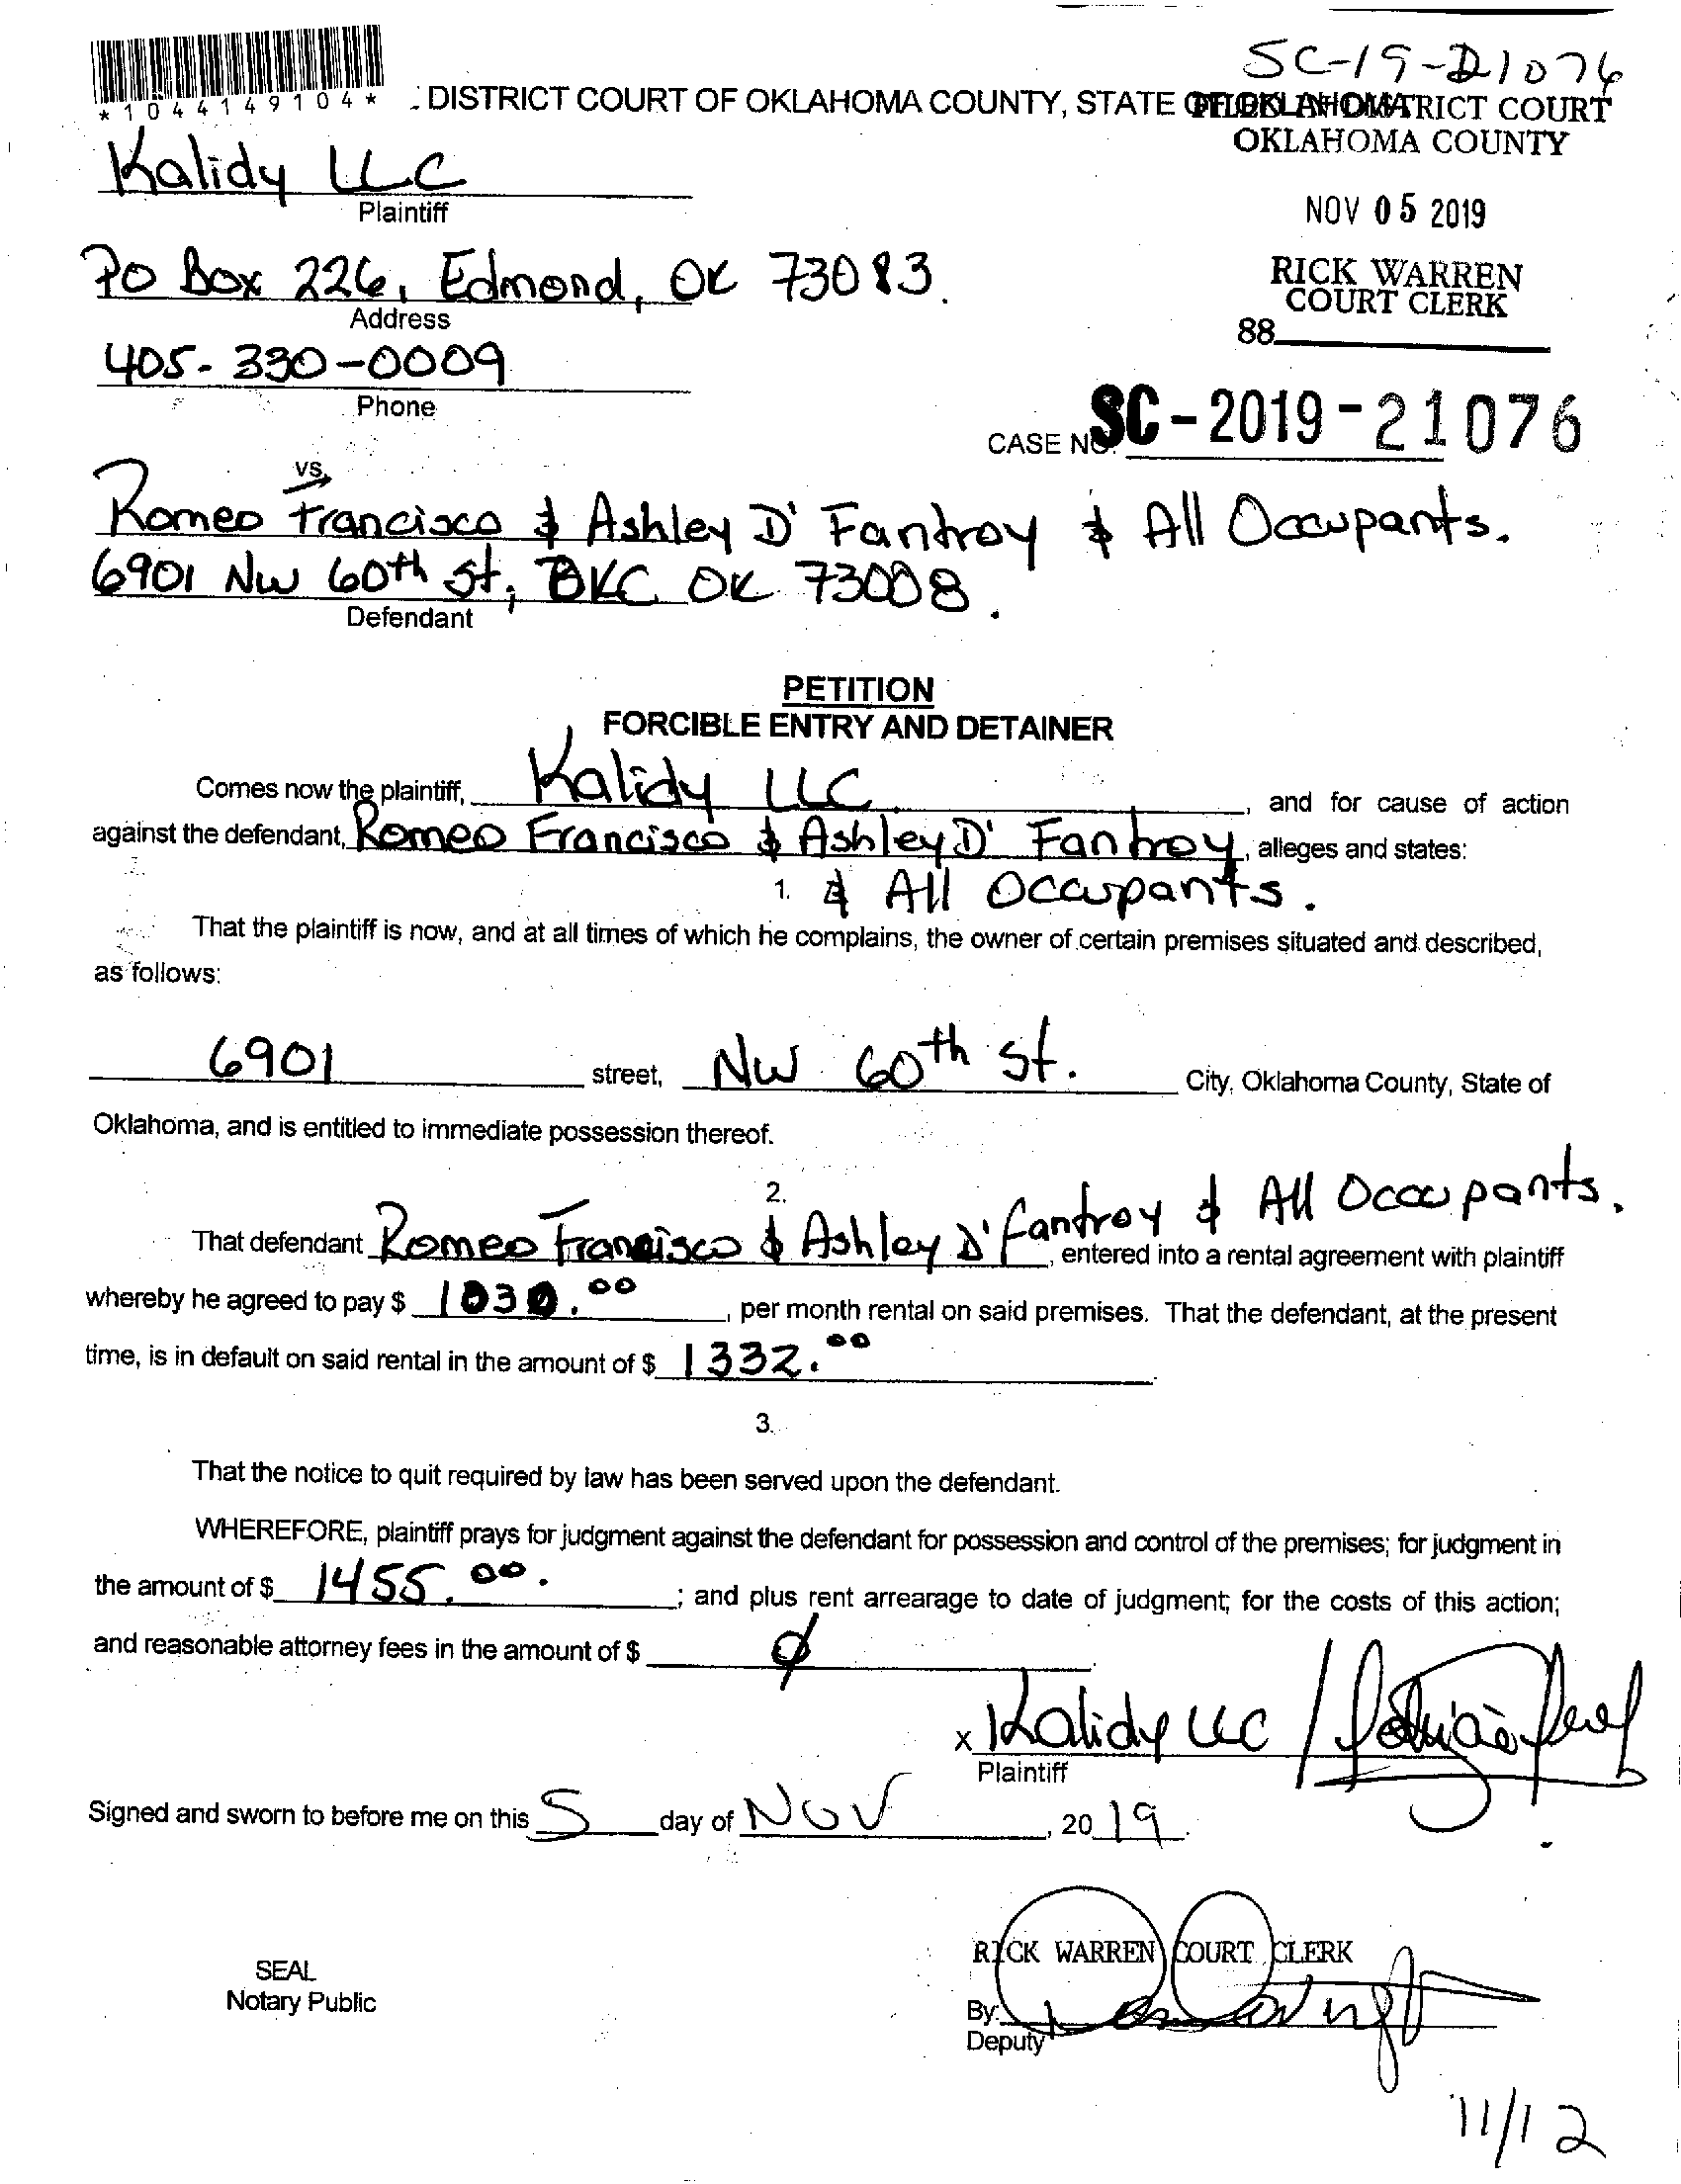 SC-19-21076
*1044149104*
DISTRICT COURT OF OKLAHOMA COUNTY, STATE OF OKLAHOMA
FILED IN DISTRICT COURT
OKLAHOMA COUNTY
Kalidy LLC
Plaintiff
NOV 05 2019
PO Box 226, Edmond, OK 73083.
Address
RICK WARREN
COURT CLERK
88
405-330-0009
Phone
CASE NO. SC-2019-21076
vs.
Romeo Francisco & Ashley D' Fantroy & All Occupants.
6901 NW 60th St, OKC OK 73008.
Defendant
PETITION
FORCIBLE ENTRY AND DETAINER
Comes now the plaintiff, Kalidy LLC, and for cause of action
against the defendant, Romeo Francisco & Ashley D' Fantroy, alleges and states:
1. & All Occupants.
That the plaintiff is now, and at all times of which he complains, the owner of certain premises situated and described,
as follows:
6901 street, NW 60th St. City, Oklahoma County, State of
Oklahoma, and is entitled to immediate possession thereof.
2.
That defendant Romeo Francisco & Ashley D' Fantroy & All Occupants., entered into a rental agreement with plaintiff
whereby he agreed to pay $ 1030.00, per month rental on said premises. That the defendant, at the present
time, is in default on said rental in the amount of $ 1332.00.
3.
That the notice to quit required by law has been served upon the defendant.
WHEREFORE, plaintiff prays for judgment against the defendant for possession and control of the premises; for judgment in
the amount of $ 1455.00. ; and plus rent arrearage to date of judgment; for the costs of this action;
and reasonable attorney fees in the amount of $ ∅
x Kalidy LLC /
Plaintiff
Signed and sworn to before me on this 5 day of NOV, 2019.
RICK WARREN COURT CLERK
SEAL
Notary Public
By:
Deputy
11/12